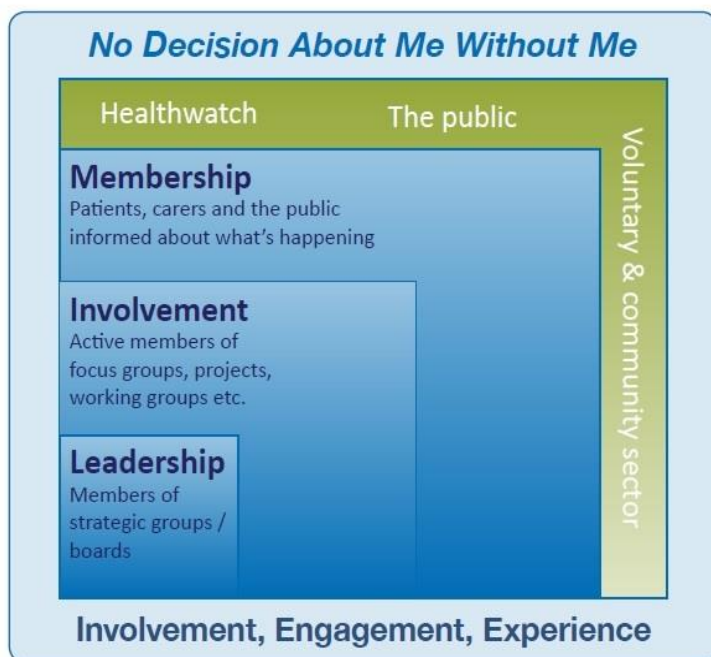 No Decision About Me Without Me
Healthwatch
The public
Voluntary & community sector
Membership
Patients, carers and the public
informed about what's happening
Involvement
Active members of
focus groups, projects,
working groups etc.
Leadership
Members of
strategic groups /
boards
Involvement, Engagement, Experience